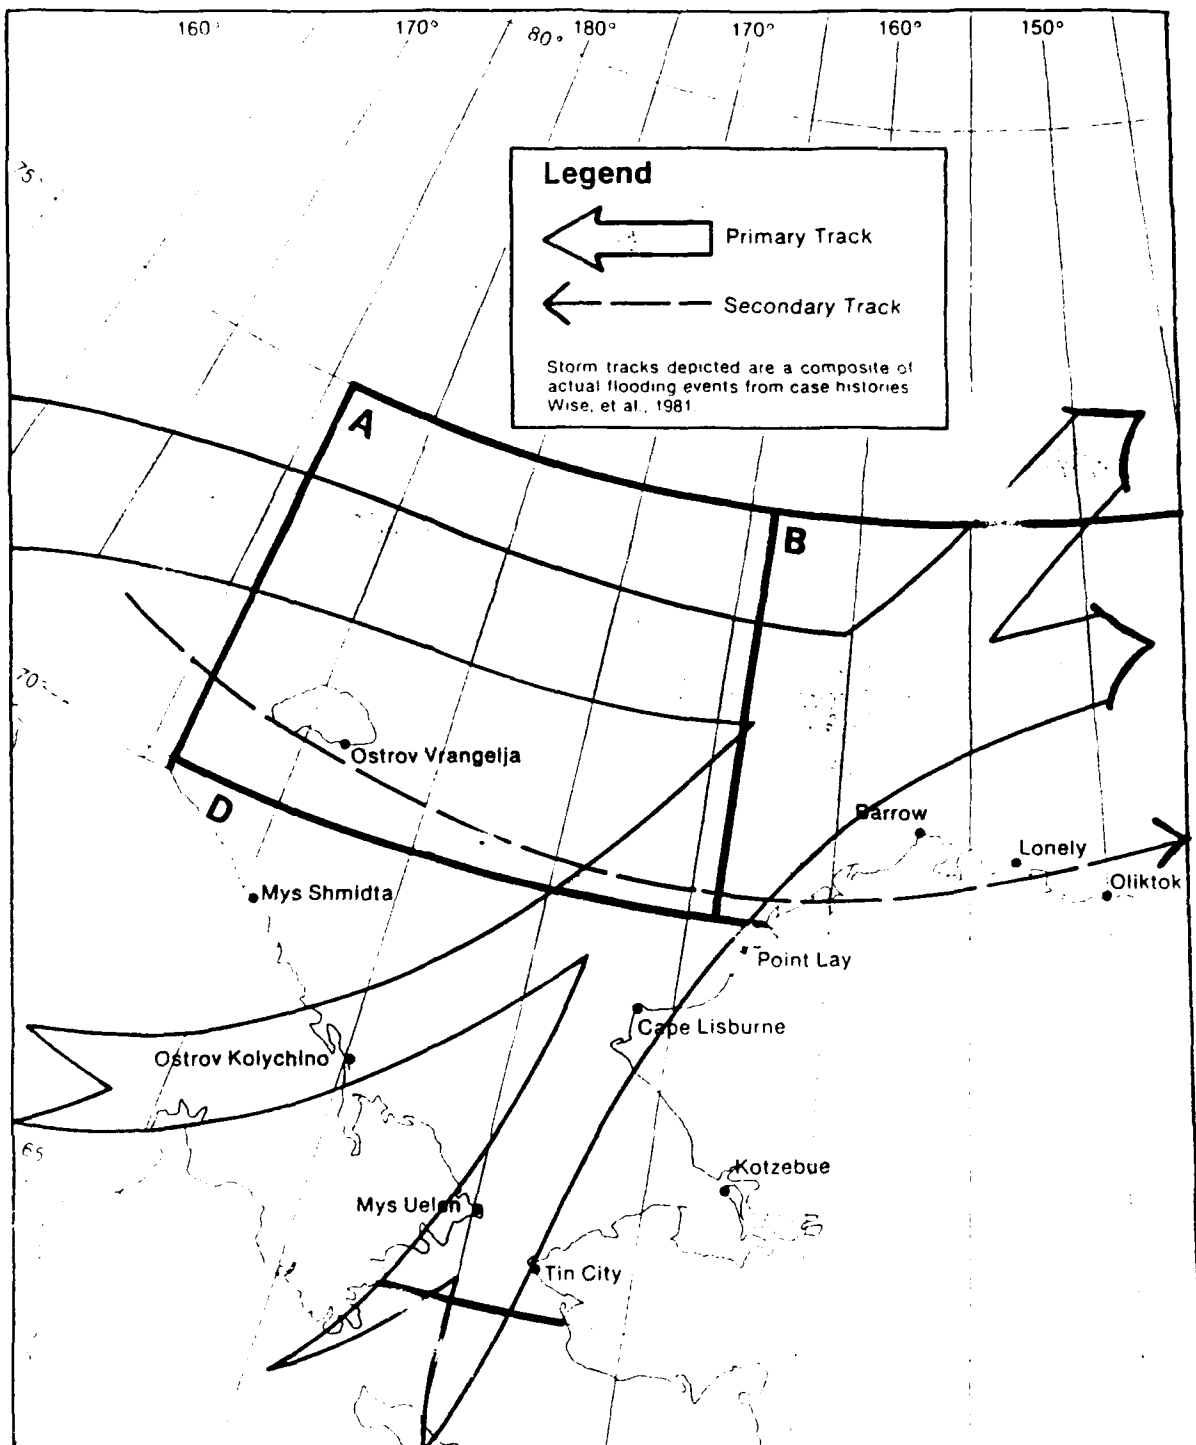 160° 170° 80° 180° 170° 160° 150°
75°
Legend
Primary Track
Secondary Track
Storm tracks depicted are a composite of
actual flooding events from case histories
Wise, et al., 1981.
A
B
70°
Ostrov Vrangelja
D
Barrow
Lonely
Oliktok
Mys Shmidta
Point Lay
Cape Lisburne
Ostrov Kolychino
65
Kotzebue
Mys Uelen
Tin City